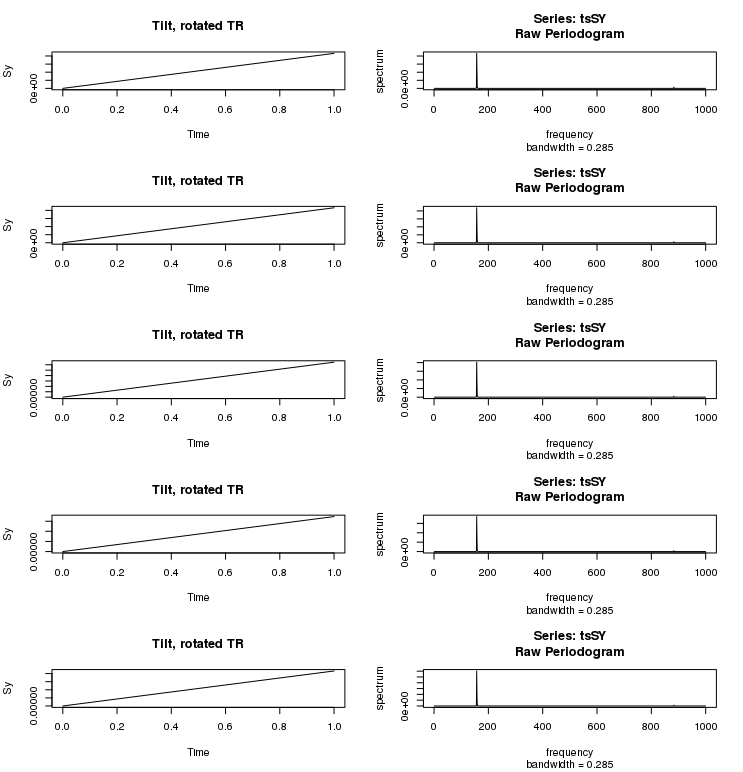 Tilt, rotated TR
Sy
0e+00
0.0 0.2 0.4 0.6 0.8 1.0
Time
Series: tsSY
Raw Periodogram
spectrum
0.0e+00
0 200 400 600 800 1000
frequency
bandwidth = 0.285
Tilt, rotated TR
Sy
0e+00
0.0 0.2 0.4 0.6 0.8 1.0
Time
Series: tsSY
Raw Periodogram
spectrum
0e+00
0 200 400 600 800 1000
frequency
bandwidth = 0.285
Tilt, rotated TR
Sy
0.00000
0.0 0.2 0.4 0.6 0.8 1.0
Time
Series: tsSY
Raw Periodogram
spectrum
0.0e+00
0 200 400 600 800 1000
frequency
bandwidth = 0.285
Tilt, rotated TR
Sy
0.00000
0.0 0.2 0.4 0.6 0.8 1.0
Time
Series: tsSY
Raw Periodogram
spectrum
0e+00
0 200 400 600 800 1000
frequency
bandwidth = 0.285
Tilt, rotated TR
Sy
0.00000
0.0 0.2 0.4 0.6 0.8 1.0
Time
Series: tsSY
Raw Periodogram
spectrum
0e+00
0 200 400 600 800 1000
frequency
bandwidth = 0.285